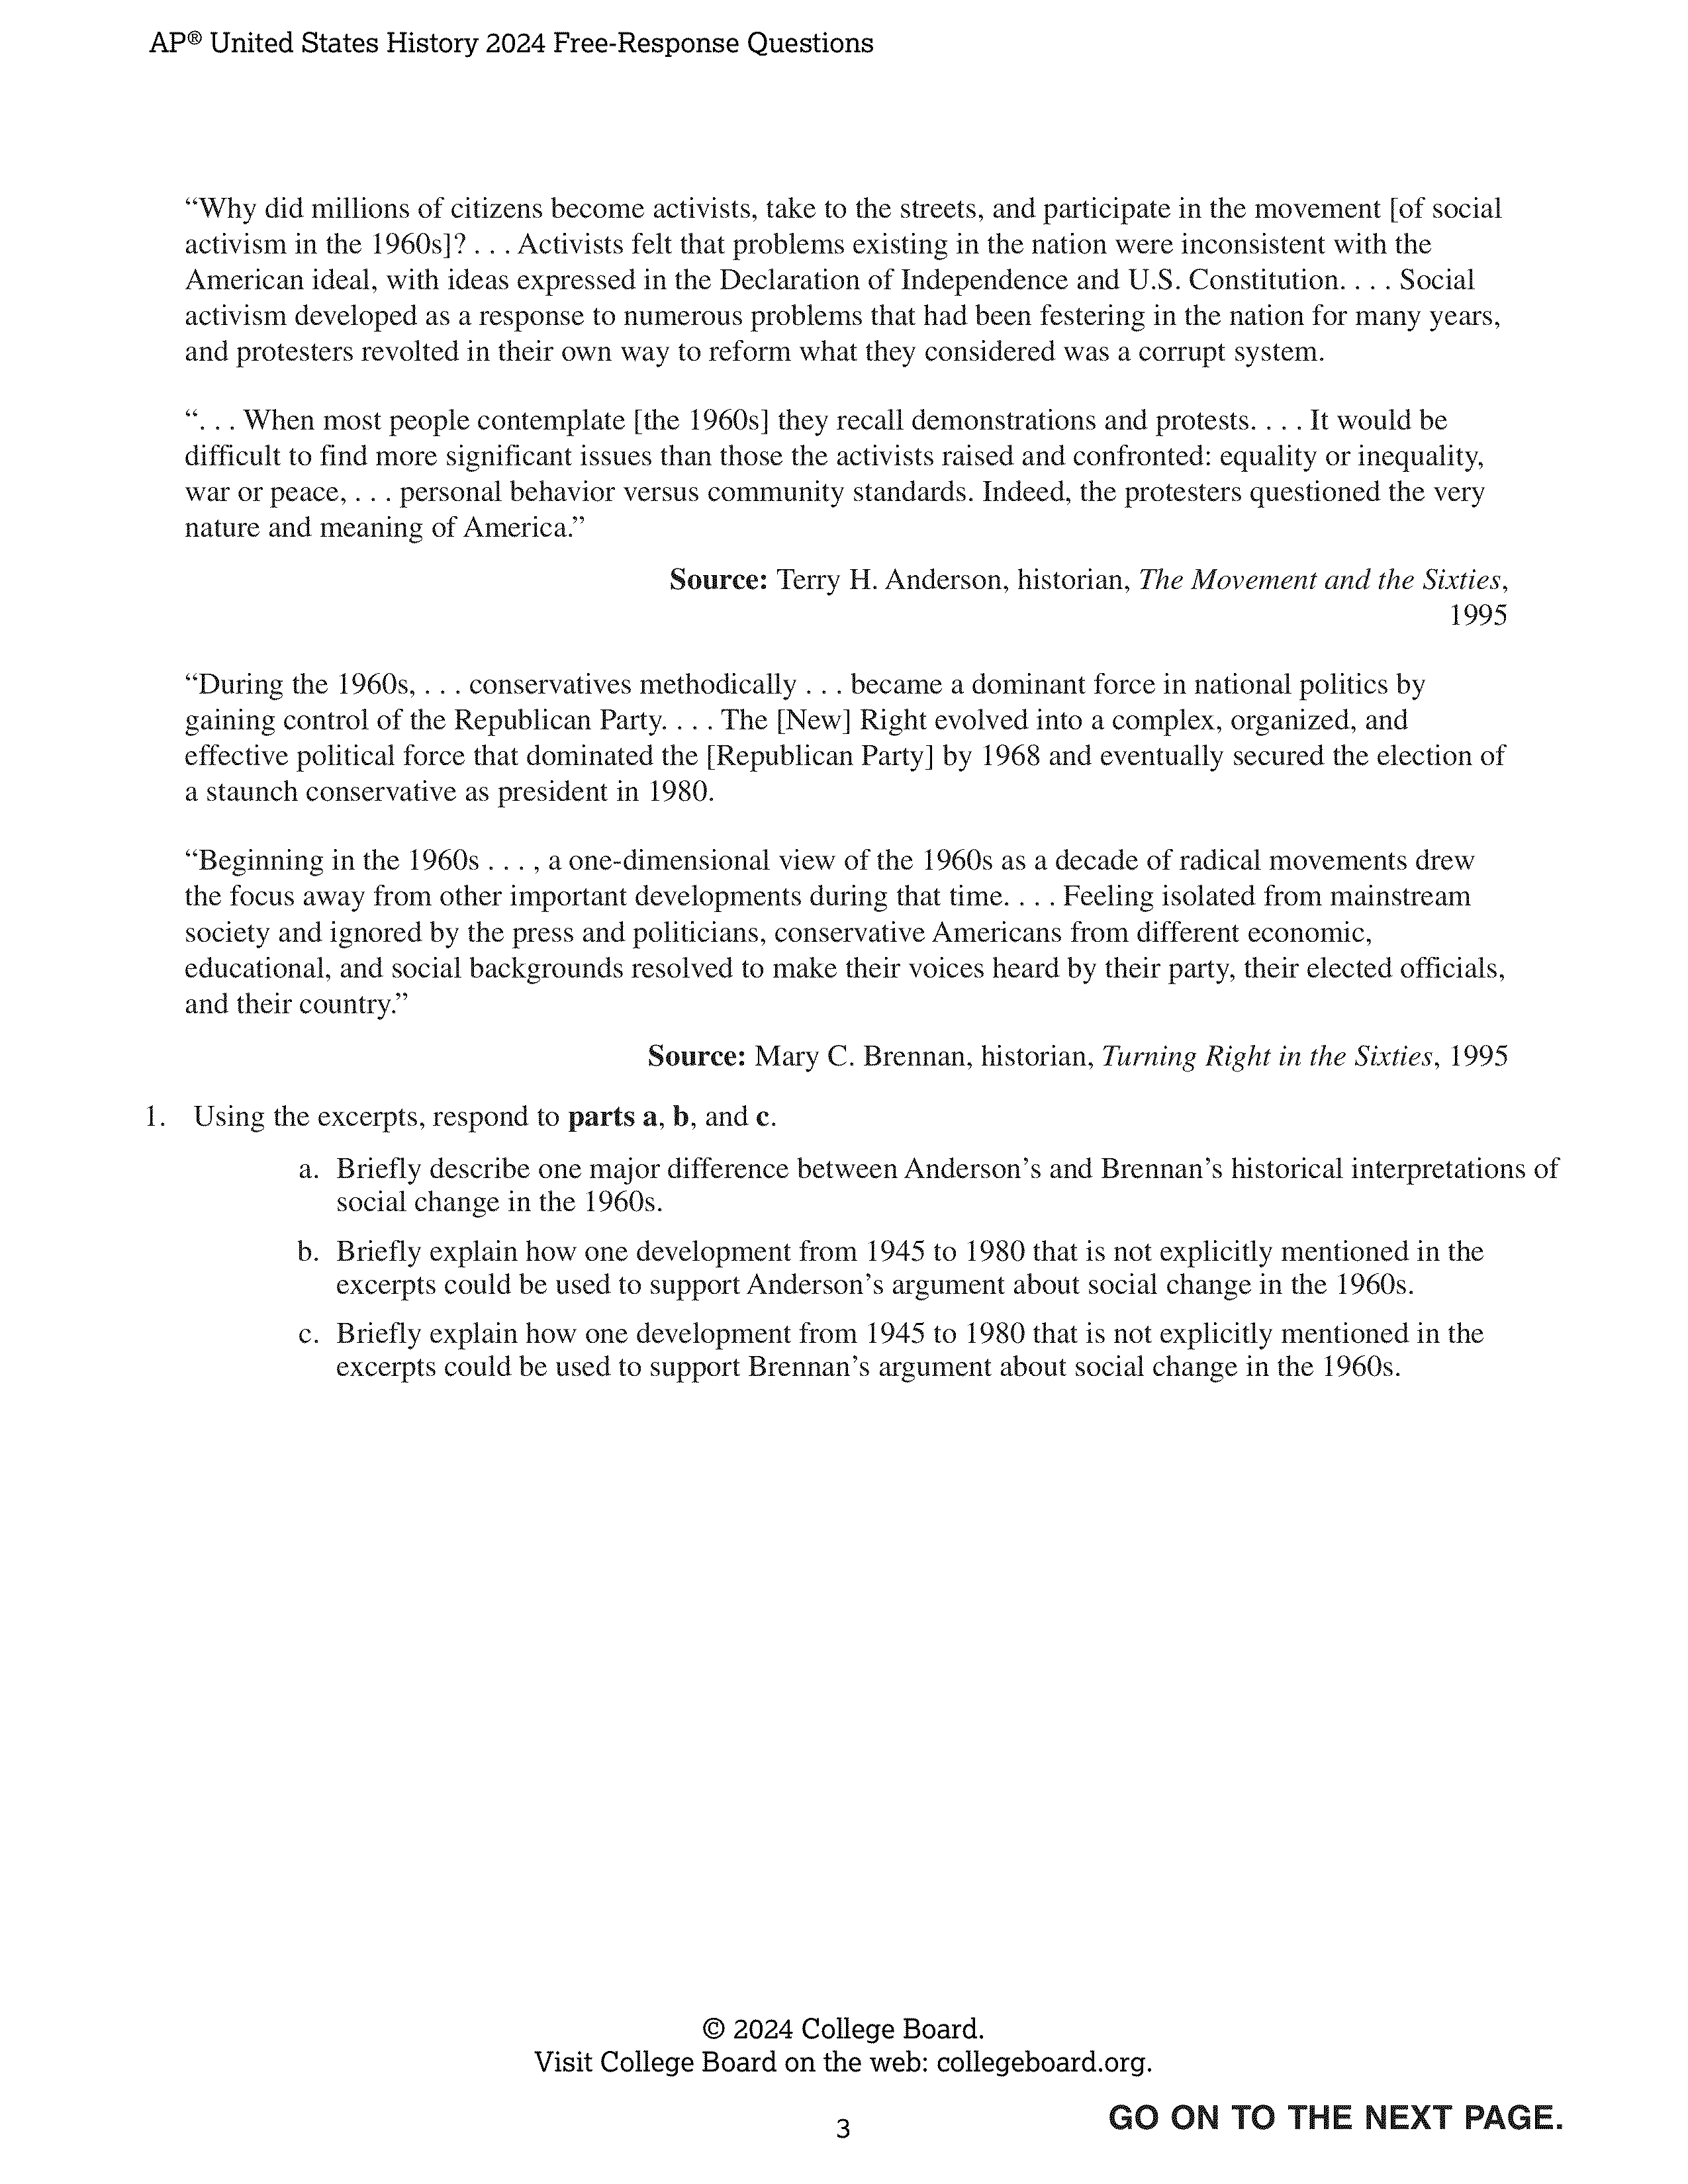 AP® United States History 2024 Free-Response Questions
“Why did millions of citizens become activists, take to the streets, and participate in the movement [of social
activism in the 1960s]? . . . Activists felt that problems existing in the nation were inconsistent with the
American ideal, with ideas expressed in the Declaration of Independence and U.S. Constitution. . . . Social
activism developed as a response to numerous problems that had been festering in the nation for many years,
and protesters revolted in their own way to reform what they considered was a corrupt system.
“. . . When most people contemplate [the 1960s] they recall demonstrations and protests. . . . It would be
difficult to find more significant issues than those the activists raised and confronted: equality or inequality,
war or peace, . . . personal behavior versus community standards. Indeed, the protesters questioned the very
nature and meaning of America.”
Source: Terry H. Anderson, historian, The Movement and the Sixties,
1995
“During the 1960s, . . . conservatives methodically . . . became a dominant force in national politics by
gaining control of the Republican Party. . . . The [New] Right evolved into a complex, organized, and
effective political force that dominated the [Republican Party] by 1968 and eventually secured the election of
a staunch conservative as president in 1980.
“Beginning in the 1960s . . . , a one-dimensional view of the 1960s as a decade of radical movements drew
the focus away from other important developments during that time. . . . Feeling isolated from mainstream
society and ignored by the press and politicians, conservative Americans from different economic,
educational, and social backgrounds resolved to make their voices heard by their party, their elected officials,
and their country.”
Source: Mary C. Brennan, historian, Turning Right in the Sixties, 1995
1. Using the excerpts, respond to parts a, b, and c.
a. Briefly describe one major difference between Anderson’s and Brennan’s historical interpretations of
social change in the 1960s.
b. Briefly explain how one development from 1945 to 1980 that is not explicitly mentioned in the
excerpts could be used to support Anderson’s argument about social change in the 1960s.
c. Briefly explain how one development from 1945 to 1980 that is not explicitly mentioned in the
excerpts could be used to support Brennan’s argument about social change in the 1960s.
© 2024 College Board.
Visit College Board on the web: collegeboard.org.
GO ON TO THE NEXT PAGE.
3